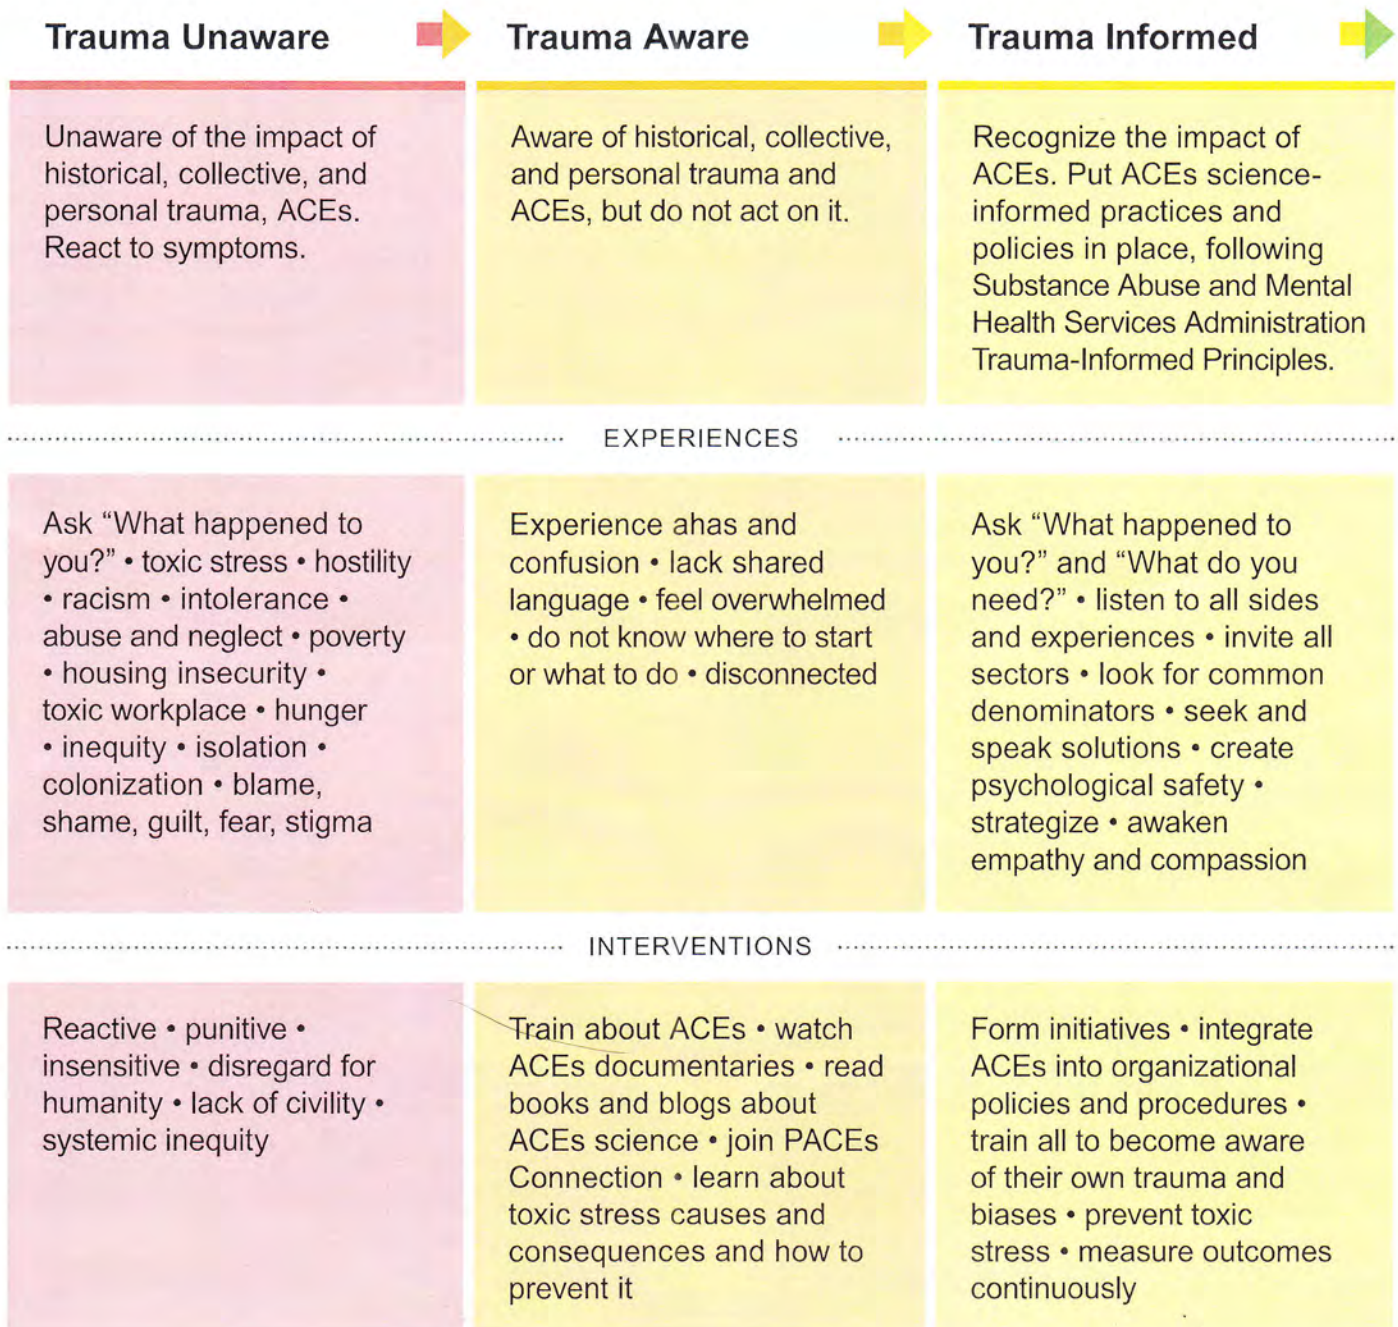 Trauma Unaware
Trauma Aware
Trauma Informed
Unaware of the impact of
historical, collective, and
personal trauma, ACEs.
React to symptoms.
Aware of historical, collective,
and personal trauma and
ACEs, but do not act on it.
Recognize the impact of
ACEs. Put ACEs science-
informed practices and
policies in place, following
Substance Abuse and Mental
Health Services Administration
Trauma-Informed Principles.
EXPERIENCES
Ask “What happened to
you?” • toxic stress • hostility
• racism • intolerance •
abuse and neglect • poverty
• housing insecurity •
toxic workplace • hunger
• inequity • isolation •
colonization • blame,
shame, guilt, fear, stigma
Experience ahas and
confusion • lack shared
language • feel overwhelmed
• do not know where to start
or what to do • disconnected
Ask “What happened to
you?” and “What do you
need?” • listen to all sides
and experiences • invite all
sectors • look for common
denominators • seek and
speak solutions • create
psychological safety •
strategize • awaken
empathy and compassion
INTERVENTIONS
Reactive • punitive •
insensitive • disregard for
humanity • lack of civility •
systemic inequity
Train about ACEs • watch
ACEs documentaries • read
books and blogs about
ACEs science • join PACEs
Connection • learn about
toxic stress causes and
consequences and how to
prevent it
Form initiatives • integrate
ACEs into organizational
policies and procedures •
train all to become aware
of their own trauma and
biases • prevent toxic
stress • measure outcomes
continuously